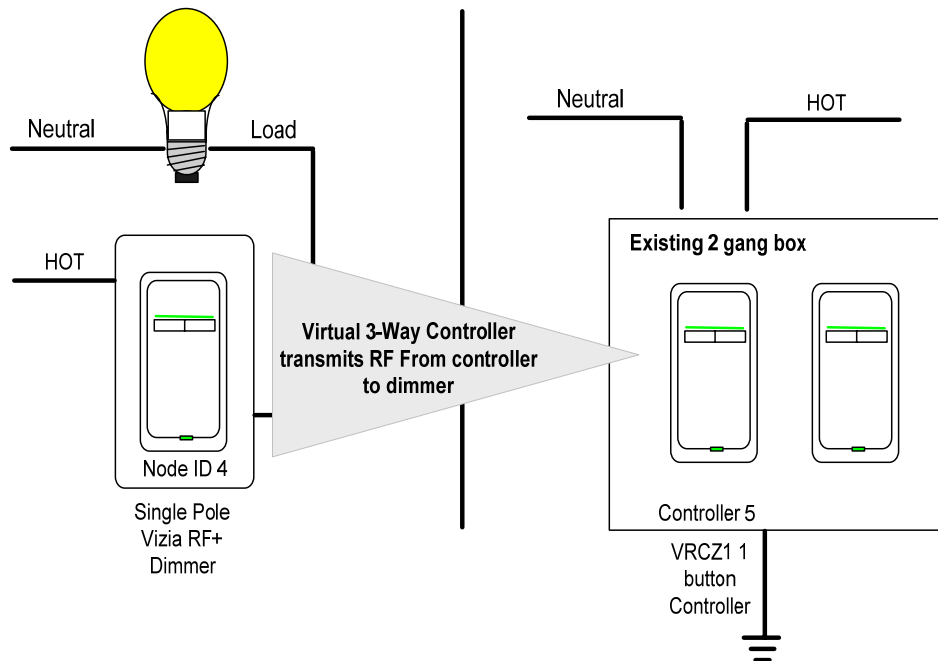 Neutral
Load
HOT
Node ID 4
Single Pole
Vizia RF+
Dimmer
Virtual 3-Way Controller
transmits RF From controller
to dimmer
Neutral
HOT
Existing 2 gang box
Controller 5
VRCZ1 1
button
Controller